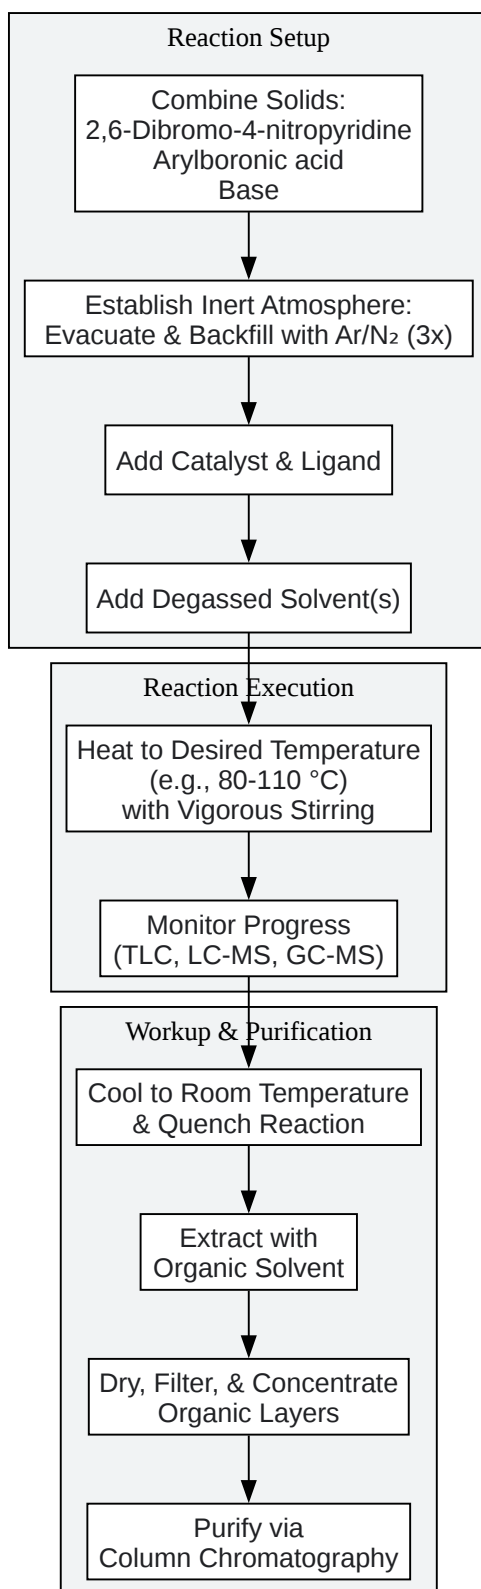 Reaction Setup
Combine Solids:
2,6-Dibromo-4-nitropyridine
Arylboronic acid
Base
Establish Inert Atmosphere:
Evacuate & Backfill with Ar/N₂ (3x)
Add Catalyst & Ligand
Add Degassed Solvent(s)
Reaction Execution
Heat to Desired Temperature
(e.g., 80-110 °C)
with Vigorous Stirring
Monitor Progress
(TLC, LC-MS, GC-MS)
Workup & Purification
Cool to Room Temperature
& Quench Reaction
Extract with
Organic Solvent
Dry, Filter, & Concentrate
Organic Layers
Purify via
Column Chromatography